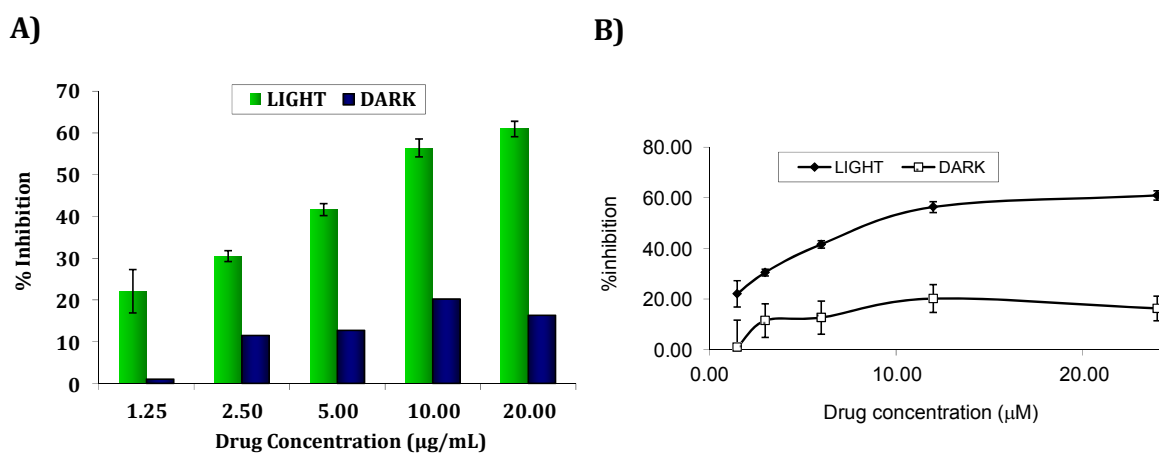 A)
70
60
50
40
30
20
10
0
% Inhibition
LIGHT DARK
1.25 2.50 5.00 10.00 20.00
Drug Concentration (µg/mL)
B)
80.00
60.00
40.00
20.00
0.00
%inhibition
LIGHT DARK
0.00 10.00 20.00
Drug concentration (µM)